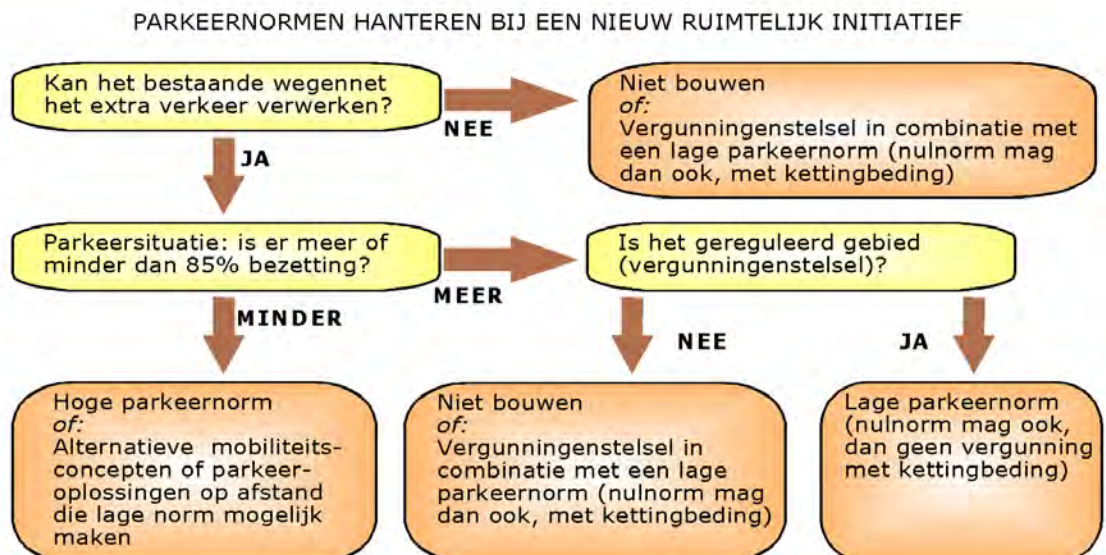 PARKEERNORMEN HANTEREN BIJ EEN NIEUW RUIMTELIJK INITIATIEF
Kan het bestaande wegennet
het extra verkeer verwerken?
NEE
Niet bouwen
of:
Vergunningenstelsel in combinatie met
een lage parkeernorm (nulnorm mag
dan ook, met kettingbeding)
JA
Parkeersituatie: is er meer of
minder dan 85% bezetting?
MEER
Is het gereguleerd gebied
(vergunningenstelsel)?
MINDER
NEE
JA
Hoge parkeernorm
of:
Alternatieve mobiliteits-
concepten of parkeer-
oplossingen op afstand
die lage norm mogelijk
maken
Niet bouwen
of:
Vergunningenstelsel in
combinatie met een lage
parkeernorm (nulnorm mag
dan ook, met kettingbeding)
Lage parkeernorm
(nulnorm mag ook,
dan geen vergunning
met kettingbeding)